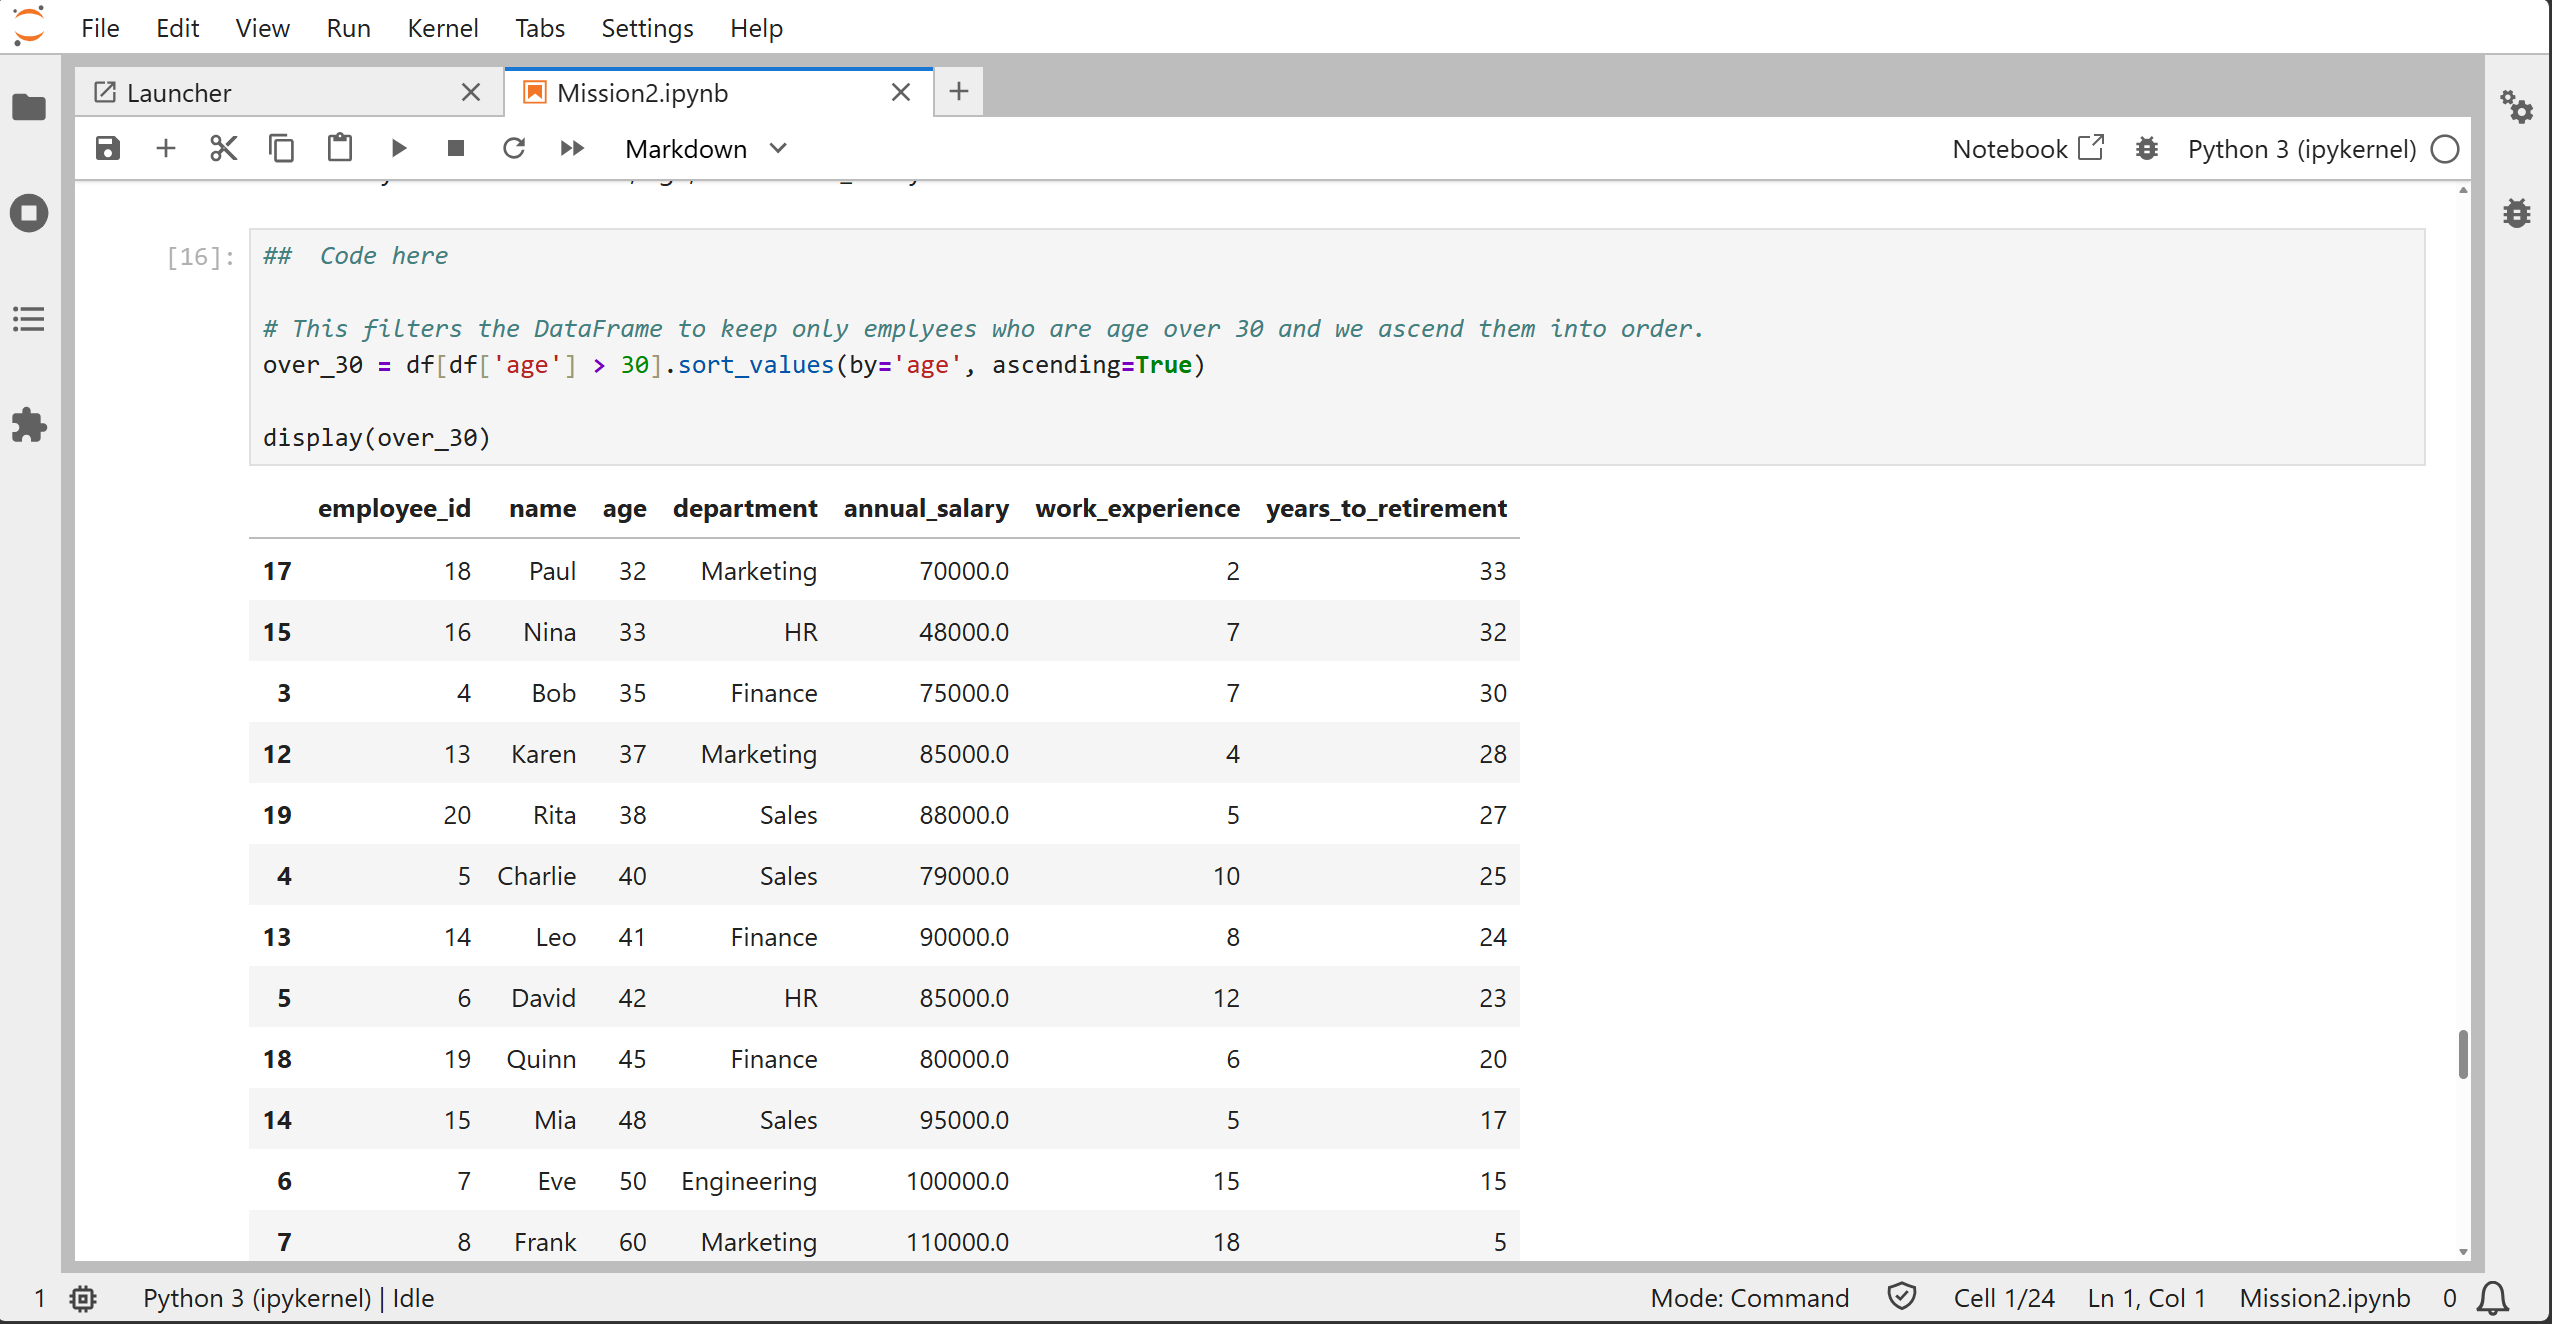 File Edit View Run Kernel Tabs Settings Help
Launcher
Mission2.ipynb
Markdown
Notebook
Python 3 (ipykernel)
[16]:
## Code here
# This filters the DataFrame to keep only emplyees who are age over 30 and we ascend them into order.
over_30 = df[df['age'] > 30].sort_values(by='age', ascending=True)
display(over_30)
employee_id name age department annual_salary work_experience years_to_retirement
17 18 Paul 32 Marketing 70000.0 2 33
15 16 Nina 33 HR 48000.0 7 32
3 4 Bob 35 Finance 75000.0 7 30
12 13 Karen 37 Marketing 85000.0 4 28
19 20 Rita 38 Sales 88000.0 5 27
4 5 Charlie 40 Sales 79000.0 10 25
13 14 Leo 41 Finance 90000.0 8 24
5 6 David 42 HR 85000.0 12 23
18 19 Quinn 45 Finance 80000.0 6 20
14 15 Mia 48 Sales 95000.0 5 17
6 7 Eve 50 Engineering 100000.0 15 15
7 8 Frank 60 Marketing 110000.0 18 5
1 Python 3 (ipykernel) | Idle Mode: Command Cell 1/24 Ln 1, Col 1 Mission2.ipynb 0